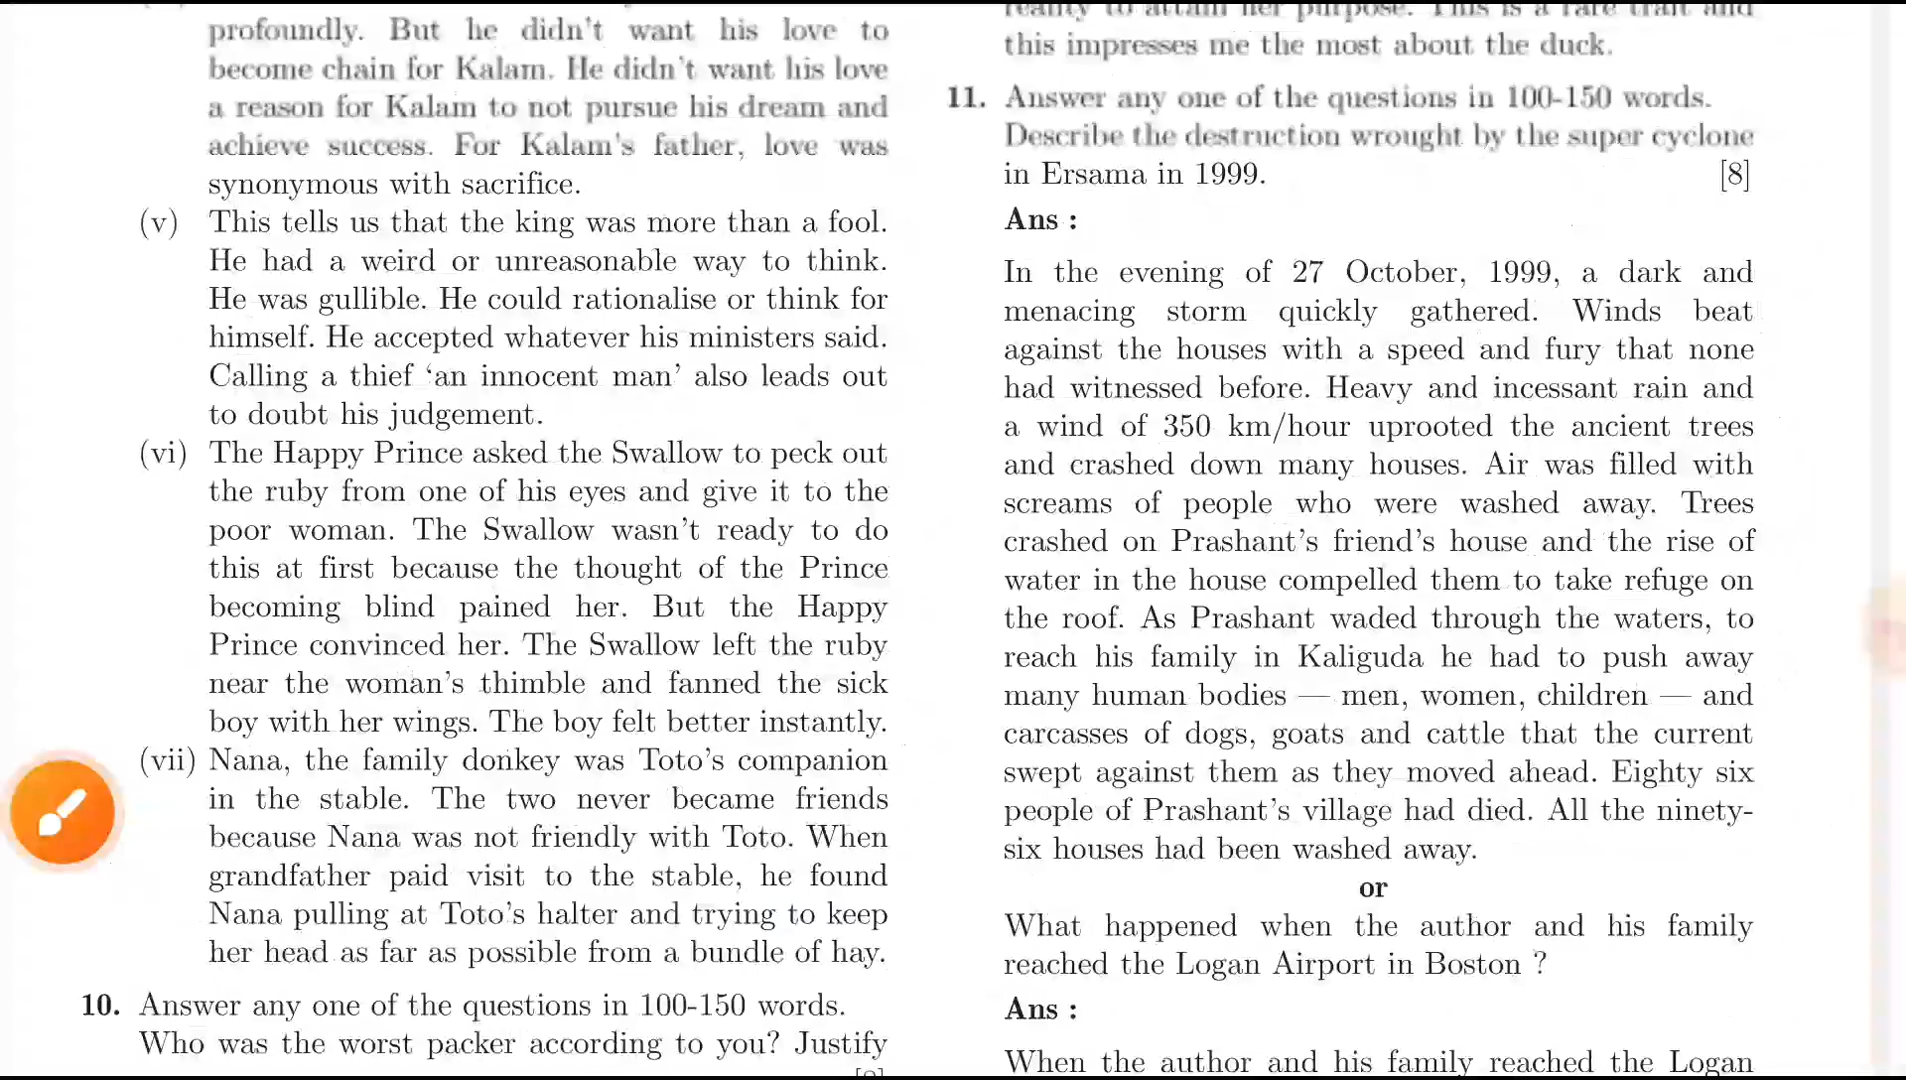 profoundly. But he didn't want his love to
become chain for Kalam. He didn't want his love
a reason for Kalam to not pursue his dream and
achieve success. For Kalam's father, love was
synonymous with sacrifice.
(v) This tells us that the king was more than a fool.
He had a weird or unreasonable way to think.
He was gullible. He could rationalise or think for
himself. He accepted whatever his ministers said.
Calling a thief 'an innocent man' also leads out
to doubt his judgement.
(vi) The Happy Prince asked the Swallow to peck out
the ruby from one of his eyes and give it to the
poor woman. The Swallow wasn't ready to do
this at first because the thought of the Prince
becoming blind pained her. But the Happy
Prince convinced her. The Swallow left the ruby
near the woman's thimble and fanned the sick
boy with her wings. The boy felt better instantly.
(vii) Nana, the family donkey was Toto's companion
in the stable. The two never became friends
because Nana was not friendly with Toto. When
grandfather paid visit to the stable, he found
Nana pulling at Toto's halter and trying to keep
her head as far as possible from a bundle of hay.
10. Answer any one of the questions in 100-150 words.
Who was the worst packer according to you? Justify
reality to attain her purpose. This is a rare trait and
this impresses me the most about the duck.
11. Answer any one of the questions in 100-150 words.
Describe the destruction wrought by the super cyclone
in Ersama in 1999. [8]
Ans :
In the evening of 27 October, 1999, a dark and
menacing storm quickly gathered. Winds beat
against the houses with a speed and fury that none
had witnessed before. Heavy and incessant rain and
a wind of 350 km/hour uprooted the ancient trees
and crashed down many houses. Air was filled with
screams of people who were washed away. Trees
crashed on Prashant's friend's house and the rise of
water in the house compelled them to take refuge on
the roof. As Prashant waded through the waters, to
reach his family in Kaliguda he had to push away
many human bodies — men, women, children — and
carcasses of dogs, goats and cattle that the current
swept against them as they moved ahead. Eighty six
people of Prashant's village had died. All the ninety-
six houses had been washed away.
or
What happened when the author and his family
reached the Logan Airport in Boston ?
Ans :
When the author and his family reached the Logan